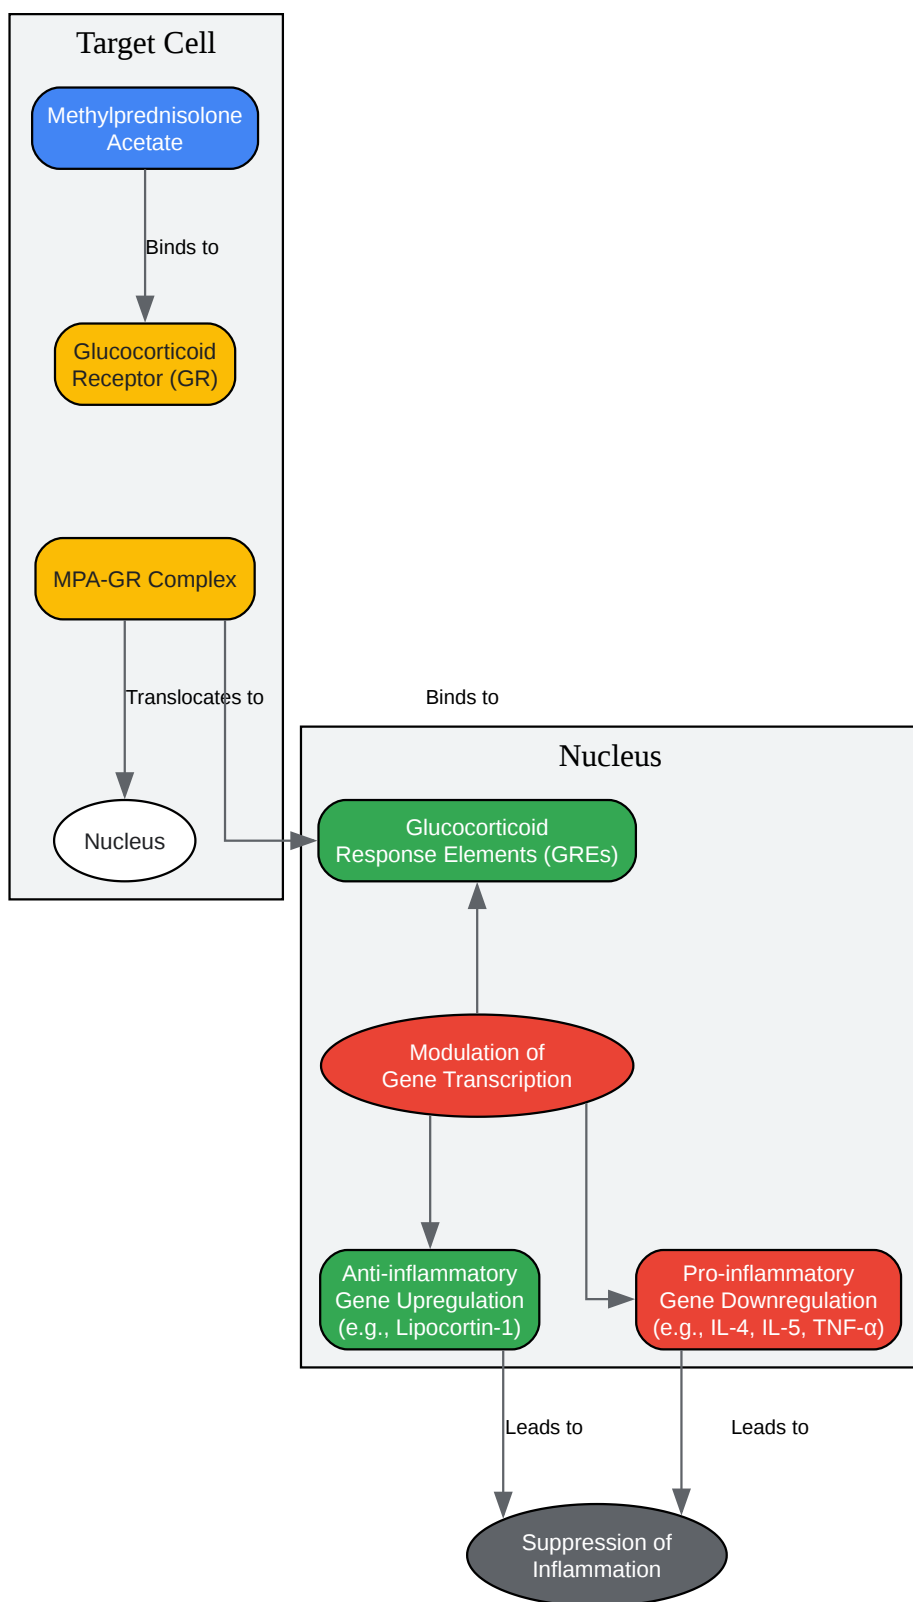 Target Cell
Methylprednisolone
Acetate
Binds to
Glucocorticoid
Receptor (GR)
MPA-GR Complex
Translocates to
Binds to
Nucleus
Nucleus
Glucocorticoid
Response Elements (GREs)
Modulation of
Gene Transcription
Anti-inflammatory
Gene Upregulation
(e.g., Lipocortin-1)
Pro-inflammatory
Gene Downregulation
(e.g., IL-4, IL-5, TNF-α)
Leads to
Leads to
Suppression of
Inflammation